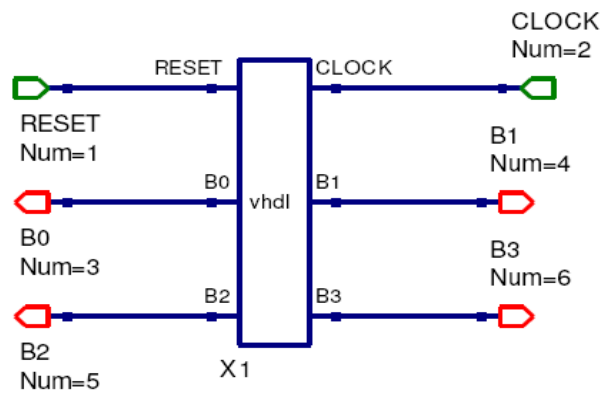 CLOCK
Num=2
RESET
CLOCK
RESET
Num=1
B1
Num=4
B0
B1
vhdl
B0
Num=3
B3
Num=6
B2
B3
B2
Num=5
X1